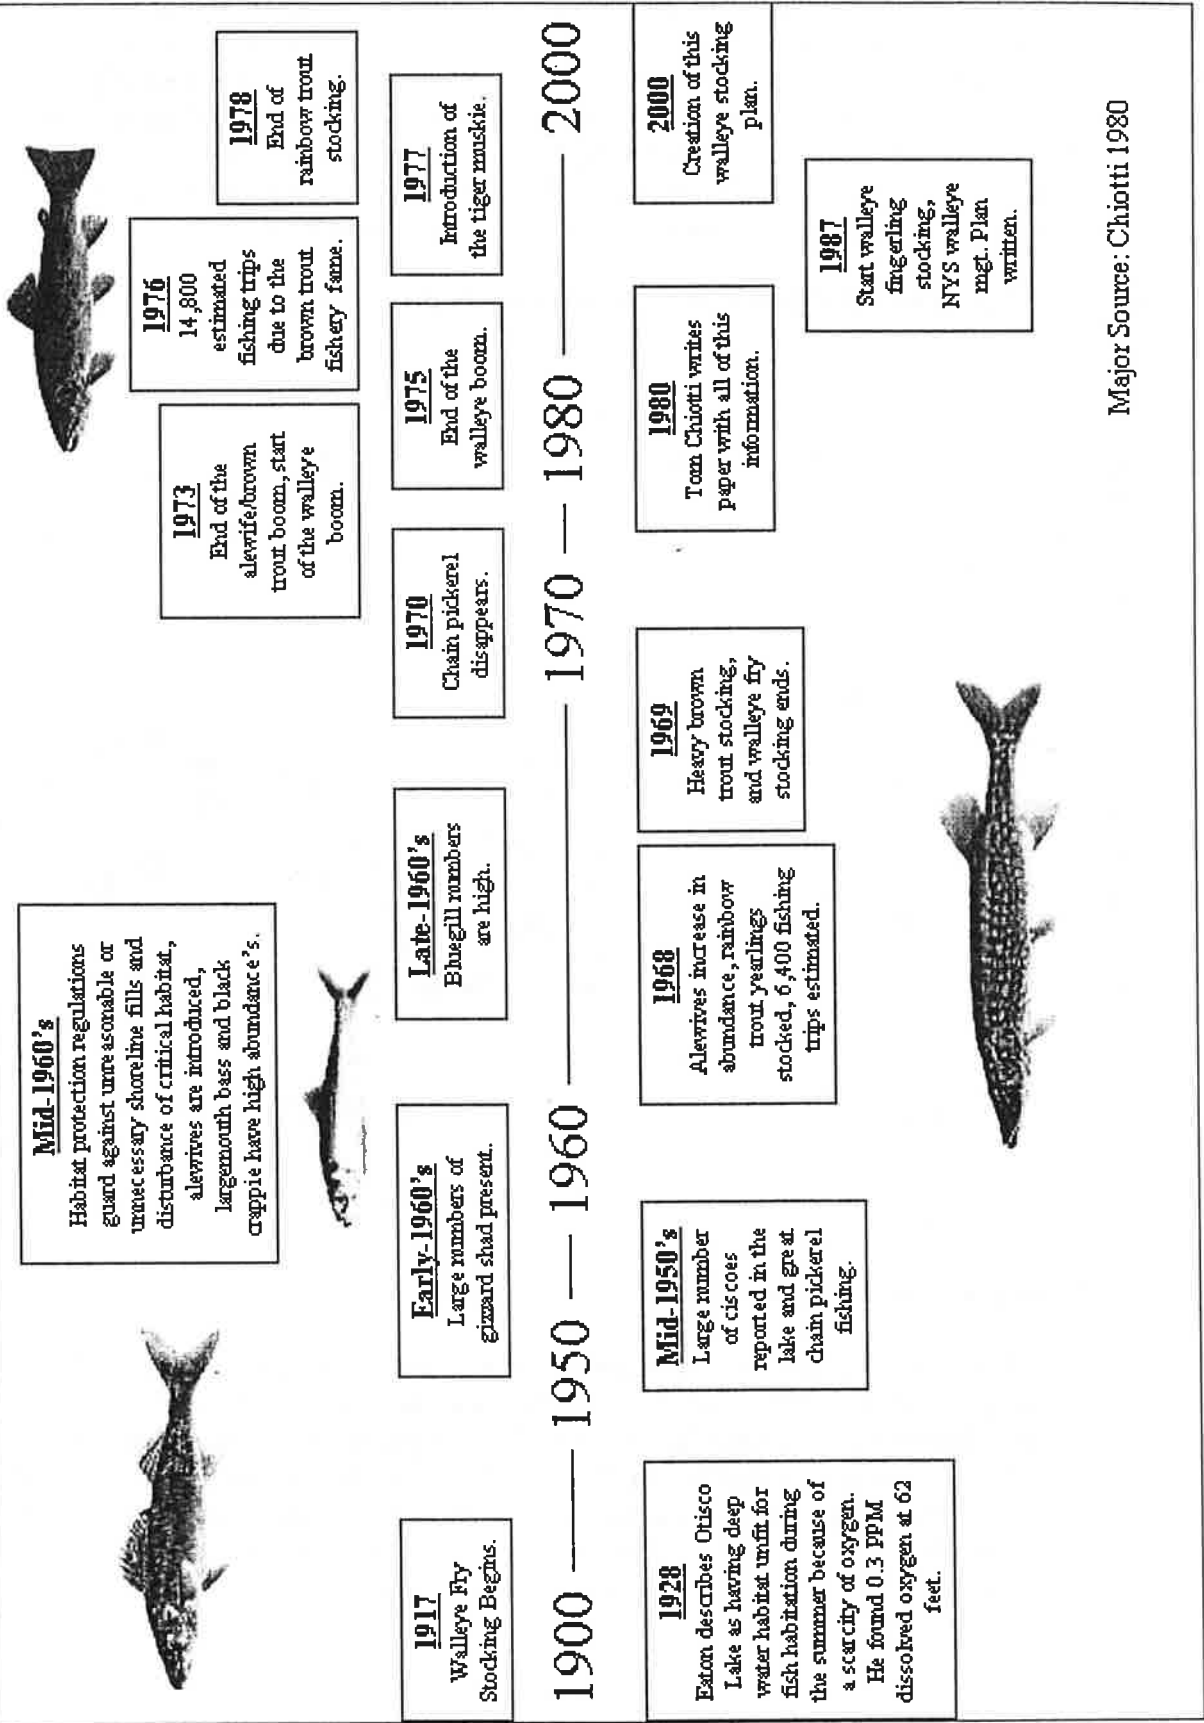 Mid-1960's
Habitat protection regulations
guard against unreasonable or
unnecessary shoreline fills and
disturbance of critical habitat,
alewives are introduced,
largemouth bass and black
crappie have high abundance's.
1973
End of the
alewife/brown
trout boom, start
of the walleye
boom.
1976
14,800
estimated
fishing trips
due to the
brown trout
fishery fame.
1978
End of
rainbow trout
stocking.
1917
Walleye Fry
Stocking Begins.
Early-1960's
Large numbers of
gizzard shad present.
Late-1960's
Bluegill numbers
are high.
1970
Chain pickerel
disappears.
1975
End of the
walleye boom.
1977
Introduction of
the tiger muskie.
1900 — 1950 — 1960 — 1970 — 1980 — 2000
1928
Eaton describes Otisco
Lake as having deep
water habitat unfit for
fish habitation during
the summer because of
a scarcity of oxygen.
He found 0.3 PPM
dissolved oxygen at 62
feet.
Mid-1950's
Large number
of ciscoes
reported in the
lake and great
chain pickerel
fishing.
1968
Alewives increase in
abundance, rainbow
trout yearlings
stocked, 6,400 fishing
trips estimated.
1969
Heavy brown
trout stocking,
and walleye fry
stocking ends.
1980
Tom Chiotti writes
paper with all of this
information.
1987
Start walleye
fingerling
stocking,
NYS walleye
mgt. Plan
written.
2000
Creation of this
walleye stocking
plan.
Major Source: Chiotti 1980